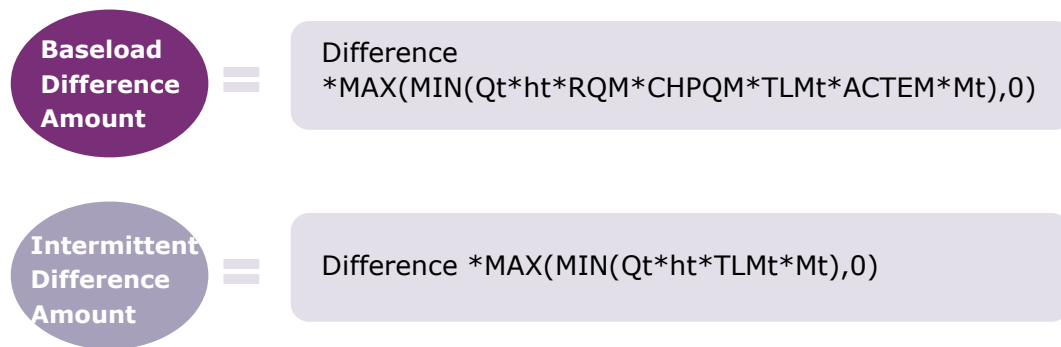 Baseload
Difference
Amount
=
Difference
*MAX(MIN(Qt*ht*RQM*CHPQM*TLMt*ACTEM*Mt),0)
Intermittent
Difference
Amount
=
Difference *MAX(MIN(Qt*ht*TLMt*Mt),0)